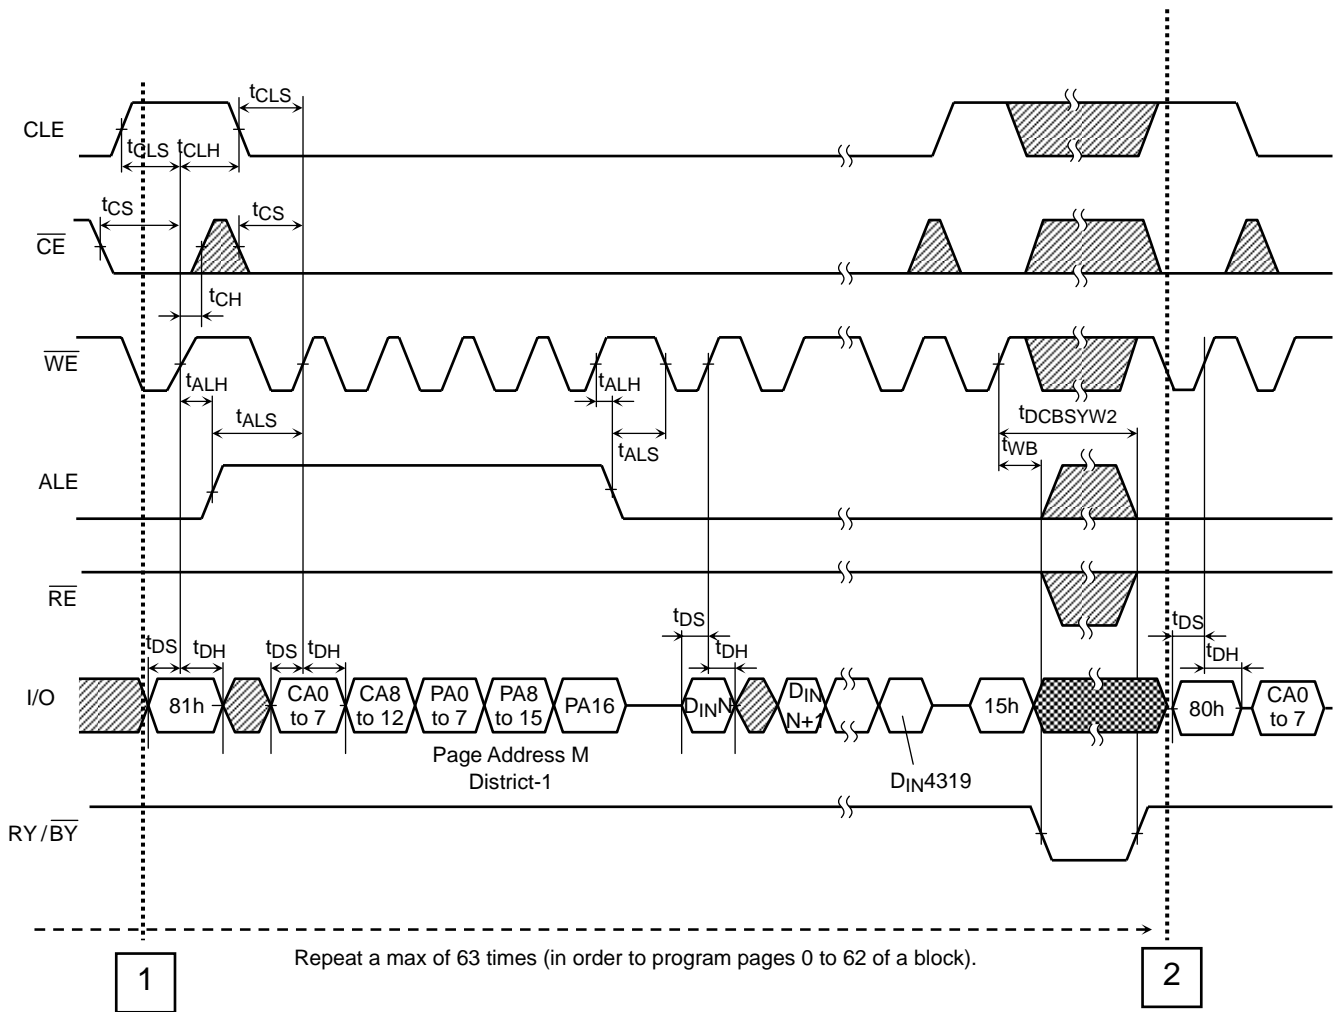 tCLS
CLE
tCLS
tCLH
tCS
tCS
CE
tCH
WE
tALH
tALH
tDCBSYW2
tALS
tALS
tWB
ALE
RE
tDS
tDH
tDS
tDH
tDS
tDH
tDS
tDH
I/O
81h
CA0
to 7
CA8
to 12
PA0
to 7
PA8
to 15
PA16
DINN
DIN
N+1
15h
80h
CA0
to 7
Page Address M
District-1
DIN4319
RY/BY
Repeat a max of 63 times (in order to program pages 0 to 62 of a block).
1
2